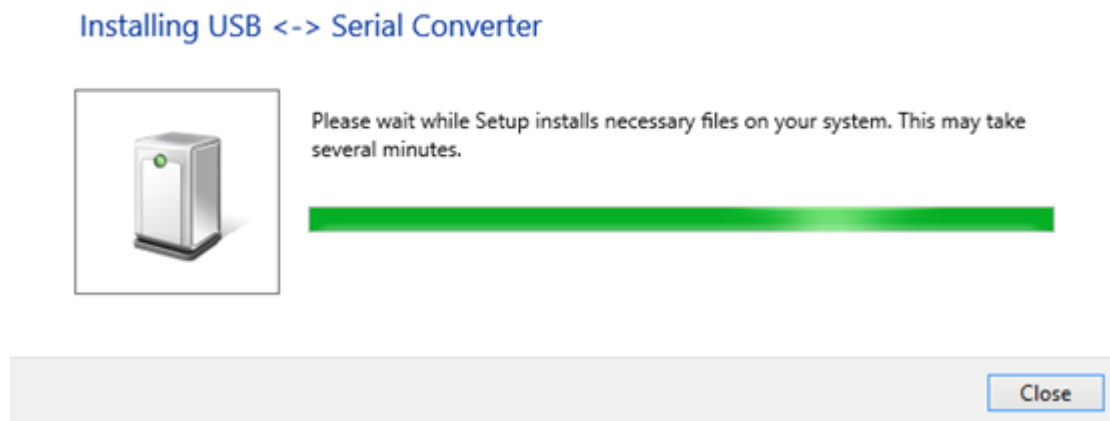 Installing USB <-> Serial Converter
Please wait while Setup installs necessary files on your system. This may take
several minutes.
Close